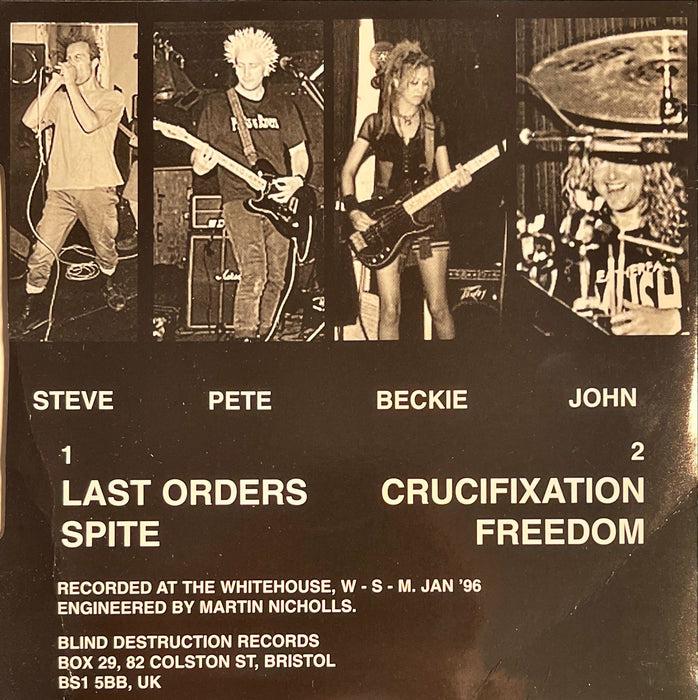 STEVE
PETE
BECKIE
JOHN
1
2
LAST ORDERS
CRUCIFIXATION
SPITE
FREEDOM
RECORDED AT THE WHITEHOUSE, W - S - M. JAN '96
ENGINEERED BY MARTIN NICHOLLS.
BLIND DESTRUCTION RECORDS
BOX 29, 82 COLSTON ST, BRISTOL
BS1 5BB, UK